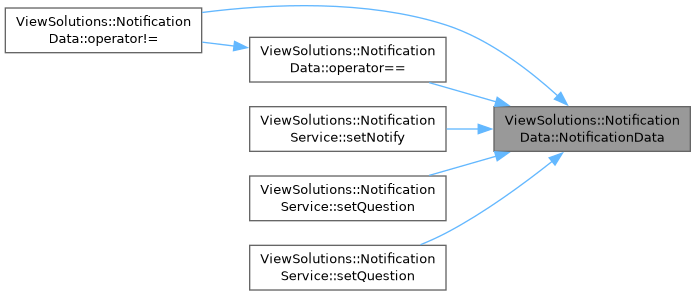 ViewSolutions::Notification
Data::operator!=
ViewSolutions::Notification
Data::operator==
ViewSolutions::Notification
Service::setNotify
ViewSolutions::Notification
Data::NotificationData
ViewSolutions::Notification
Service::setQuestion
ViewSolutions::Notification
Service::setQuestion